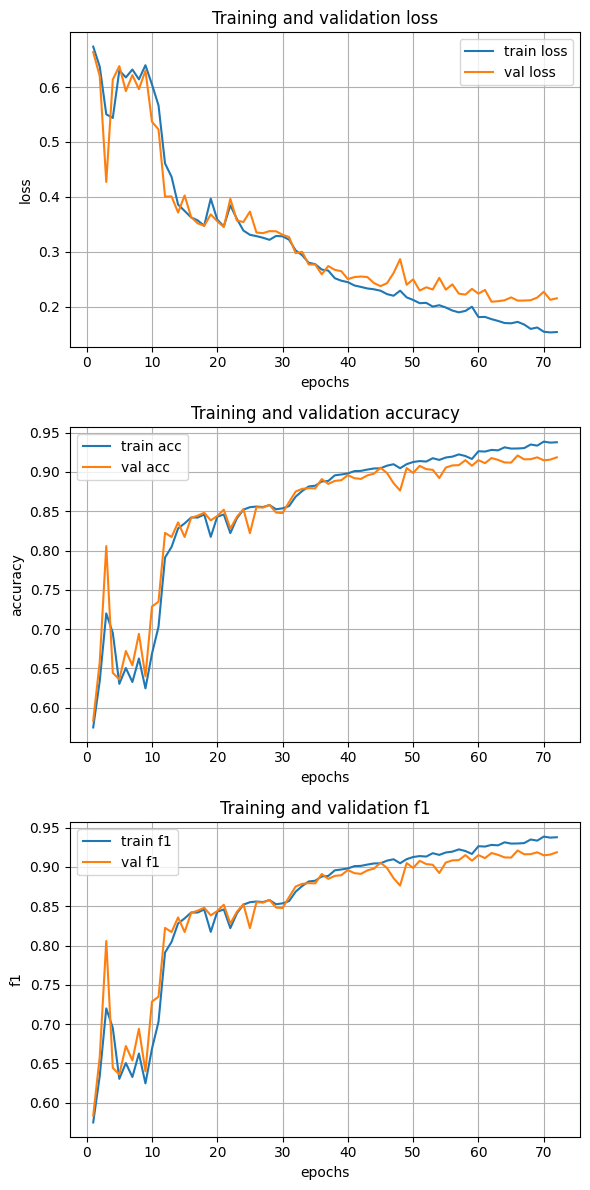 Training and validation loss
train loss
val loss
0.6
0.5
0.4
0.3
0.2
loss
0 10 20 30 40 50 60 70
epochs
Training and validation accuracy
train acc
val acc
0.95
0.90
0.85
0.80
0.75
0.70
0.65
0.60
accuracy
0 10 20 30 40 50 60 70
epochs
Training and validation f1
train f1
val f1
0.95
0.90
0.85
0.80
0.75
0.70
0.65
0.60
f1
0 10 20 30 40 50 60 70
epochs